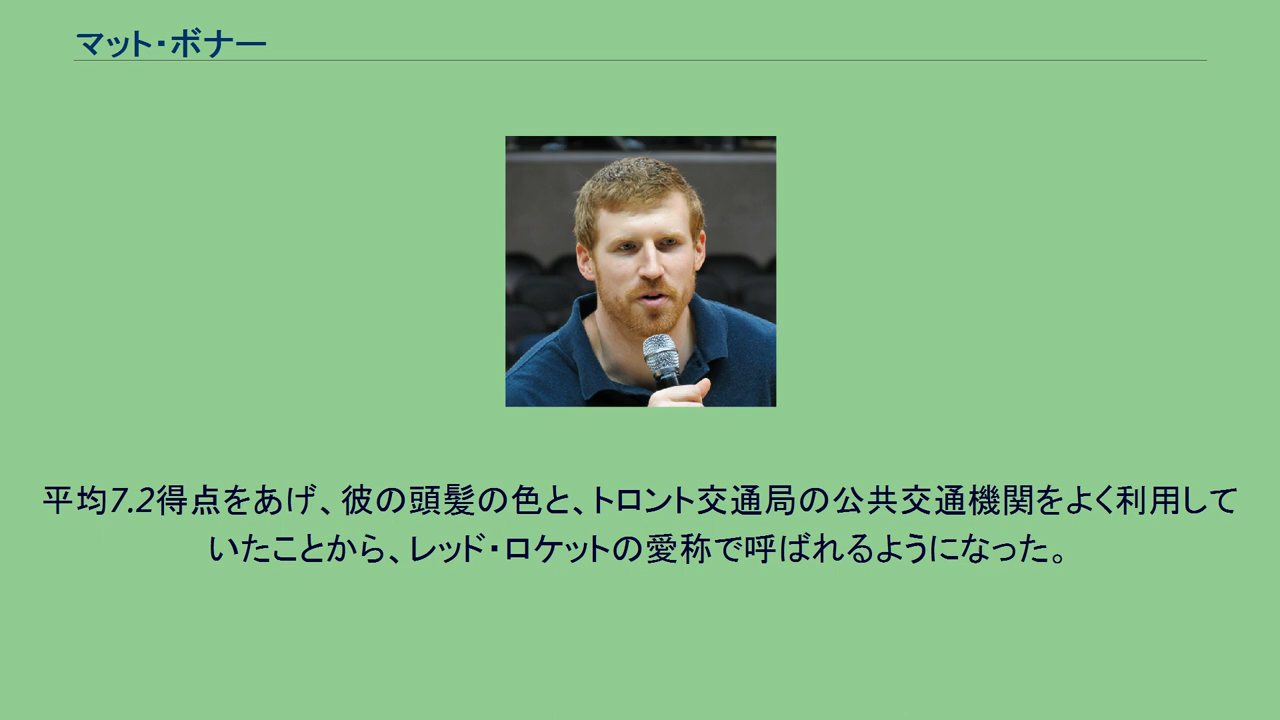 マット・ボナー
平均7.2得点をあげ、彼の頭髪の色と、トロント交通局の公共交通機関をよく利用して
いたことから、レッド・ロケットの愛称で呼ばれるようになった。